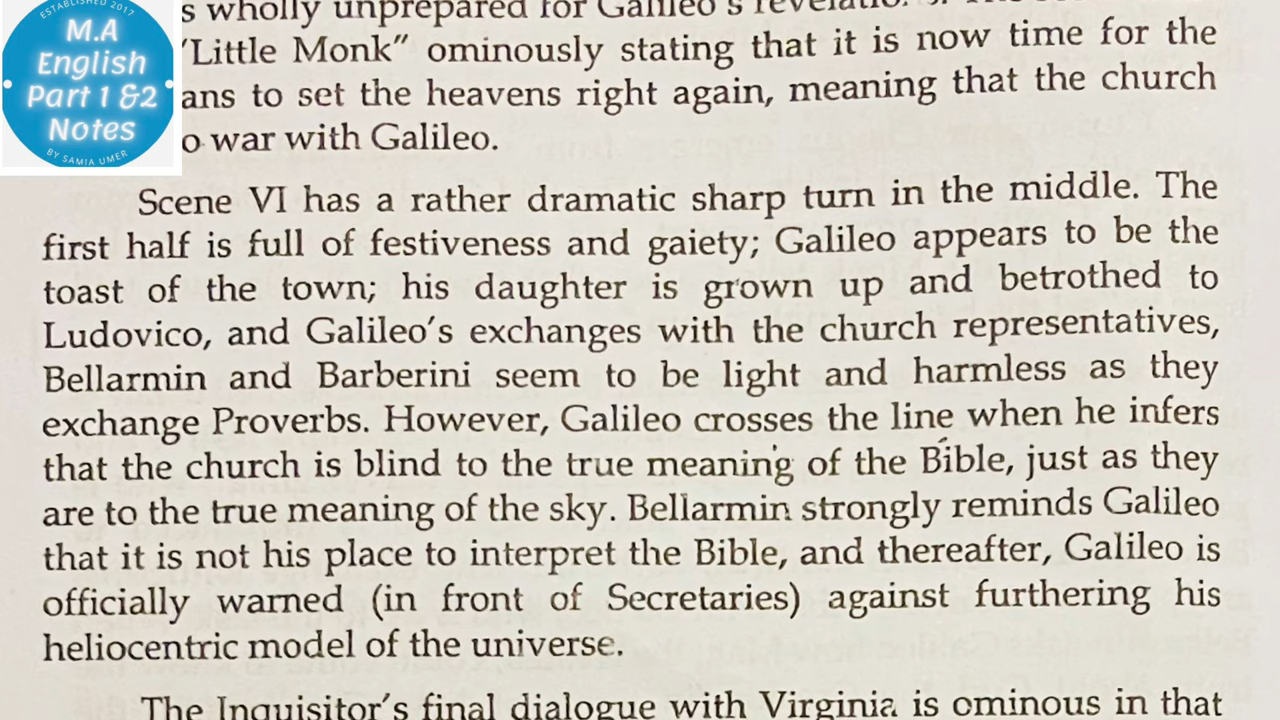 ESTABLISHED 2017
M.A
English
Part 1 &2
Notes
BY SAMIA UMER
s wholly unprepared for Galileo's
"Little Monk" ominously stating that it is now time for the
ans to set the heavens right again, meaning that the church
o war with Galileo.
Scene VI has a rather dramatic sharp turn in the middle. The
first half is full of festiveness and gaiety; Galileo appears to be the
toast of the town; his daughter is grown up and betrothed to
Ludovico, and Galileo's exchanges with the church representatives,
Bellarmin and Barberini seem to be light and harmless as they
exchange Proverbs. However, Galileo crosses the line when he infers
that the church is blind to the true meaning of the Bible, just as they
are to the true meaning of the sky. Bellarmin strongly reminds Galileo
that it is not his place to interpret the Bible, and thereafter, Galileo is
officially warned (in front of Secretaries) against furthering his
heliocentric model of the universe.
The Inquisitor's final dialogue with Virginia is ominous in that